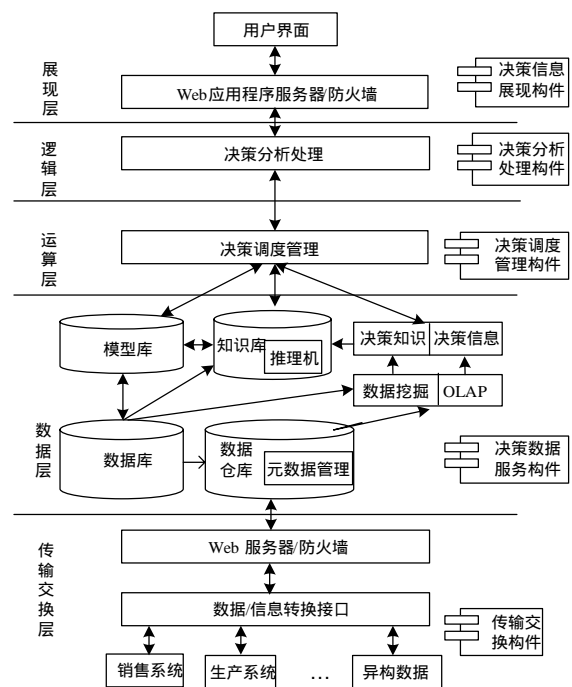 用户界面
展现层
Web应用程序服务器/防火墙
决策信息
展现构件
逻辑层
决策分析处理
决策分析
处理构件
运算层
决策调度管理
决策调度
管理构件
模型库
知识库
推理机
决策知识
决策信息
数据挖掘
OLAP
数据层
数据库
数据
仓库
元数据管理
决策数据
服务构件
传输交换层
Web 服务器/防火墙
数据/信息转换接口
传输交
换构件
销售系统
生产系统
…
异构数据